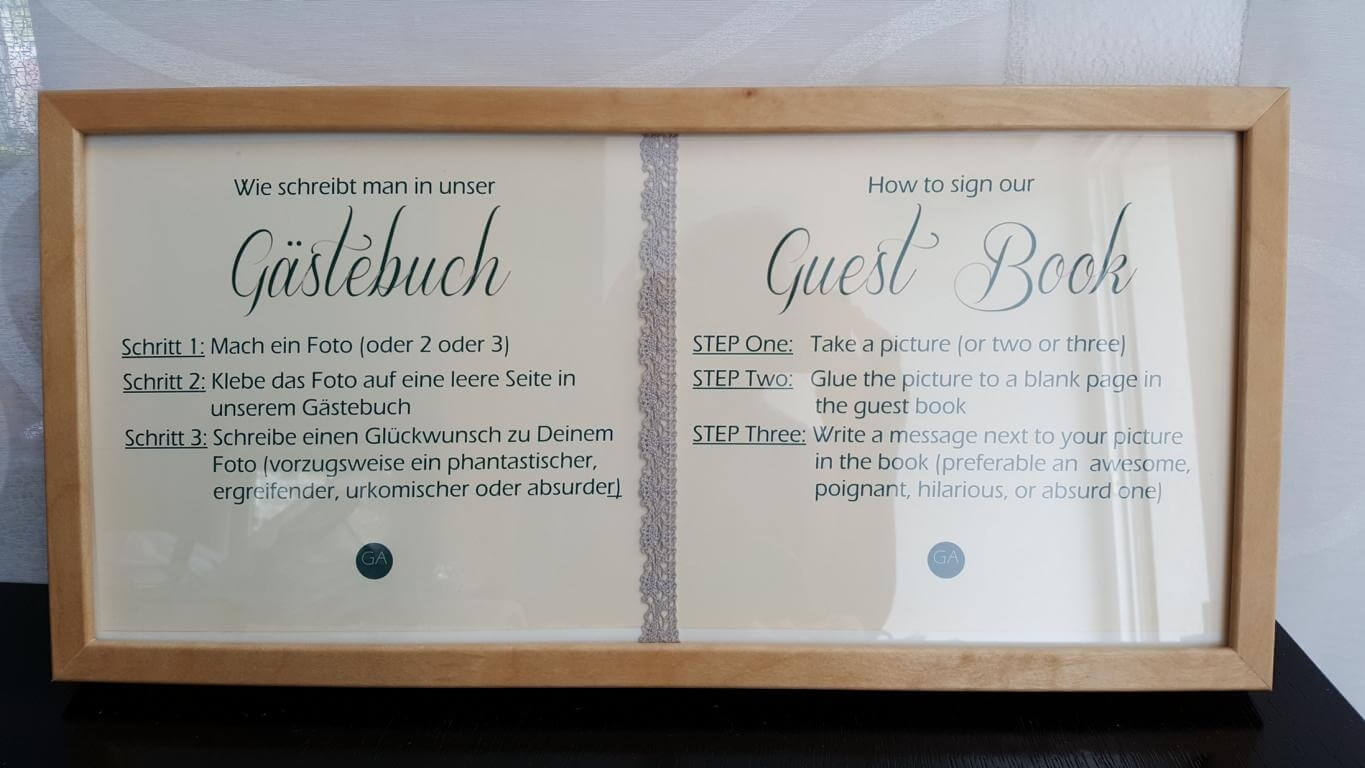 Wie schreibt man in unser
Gästebuch
Schritt 1: Mach ein Foto (oder 2 oder 3)
Schritt 2: Klebe das Foto auf eine leere Seite in
unserem Gästebuch
Schritt 3: Schreibe einen Glückwunsch zu Deinem
Foto (vorzugsweise ein phantastischer,
ergreifender, urkomischer oder absurder)
GA
How to sign our
Guest Book
STEP One: Take a picture (or two or three)
STEP Two: Glue the picture to a blank page in
the guest book
STEP Three: Write a message next to your picture
in the book (preferable an awesome,
poignant, hilarious, or absurd one)
GA